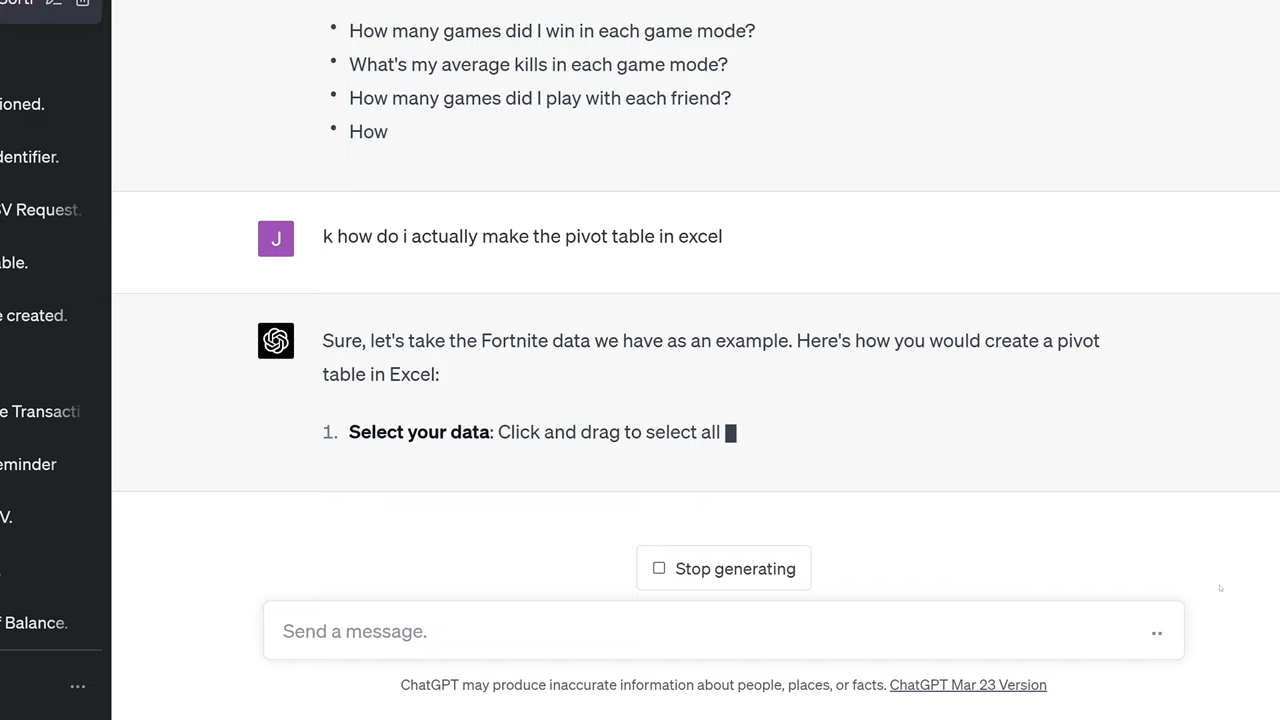 How many games did I win in each game mode?
What's my average kills in each game mode?
ioned.
How many games did I play with each friend?
How
dentifier.
SV Request.
J
k how do i actually make the pivot table in excel
able.
e created.
Sure, let's take the Fortnite data we have as an example. Here's how you would create a pivot
table in Excel:
e Transacti
1. Select your data: Click and drag to select all
eminder
V.
Stop generating
f Balance.
Send a message.
ChatGPT may produce inaccurate information about people, places, or facts. ChatGPT Mar 23 Version